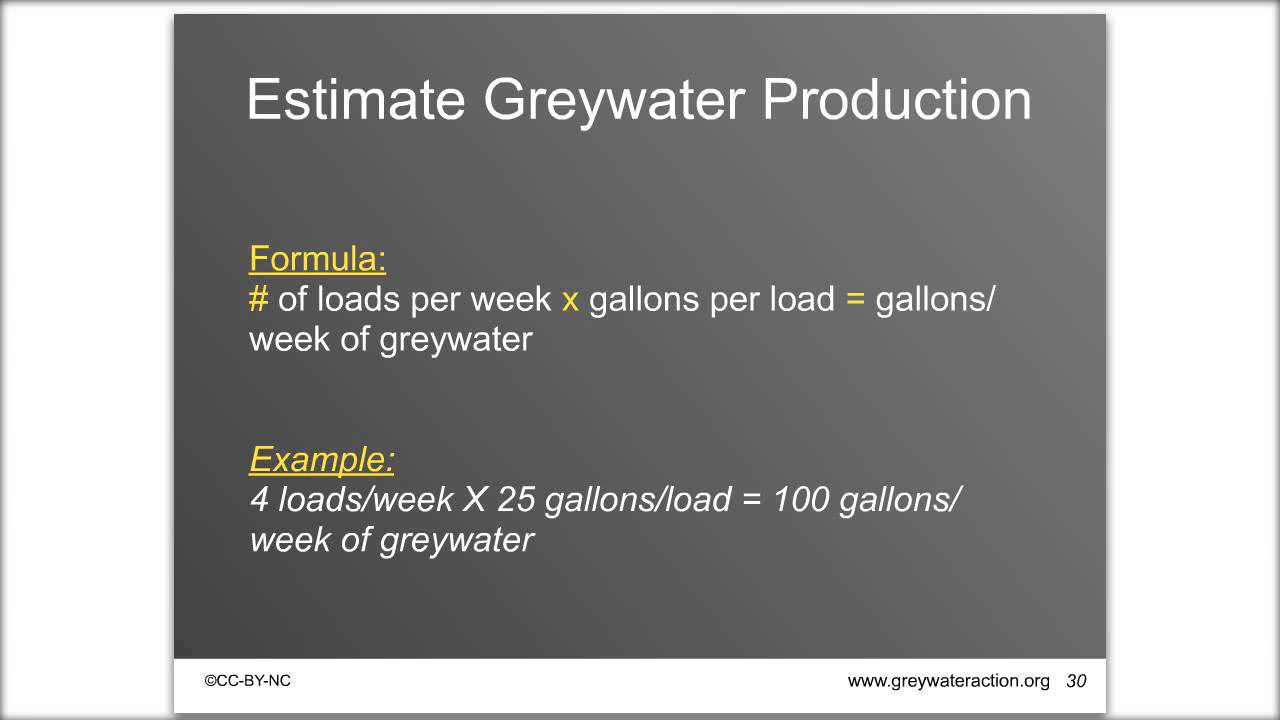 Estimate Greywater Production
Formula:
# of loads per week x gallons per load = gallons/
week of greywater
Example:
4 loads/week X 25 gallons/load = 100 gallons/
week of greywater
©CC-BY-NC
www.greywateraction.org 30